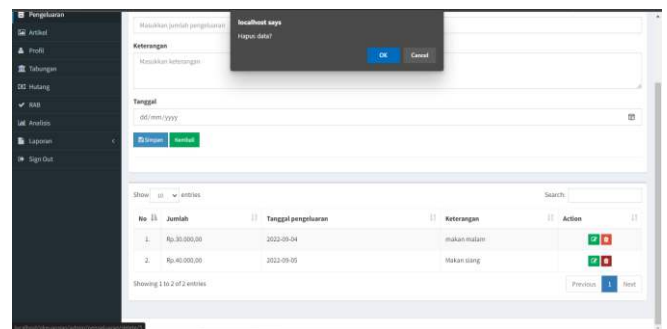 Pengeluaran
Artikel
Profil
Tabungan
Hutang
RAB
Analisis
Laporan
Sign Out
localhost says
Hapus data?
OK
Cancel
Masukkan jumlah pengeluaran
Keterangan
Masukkan keterangan
Tanggal
dd/mm/yyyy
Simpan Kembali
Show 10 entries
Search:
No Jumlah Tanggal pengeluaran Keterangan Action
1. Rp.30.000,00 2022-09-04 makan malam
2. Rp.40.000,00 2022-09-05 Makan siang
Showing 1 to 2 of 2 entries
Previous 1 Next